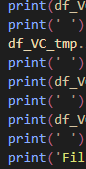 print(df_V
print(' ')
df_VC_tmp.
print(' ')
print(df_V
print(' ')
print(df_V
print(' ')
print('Fil